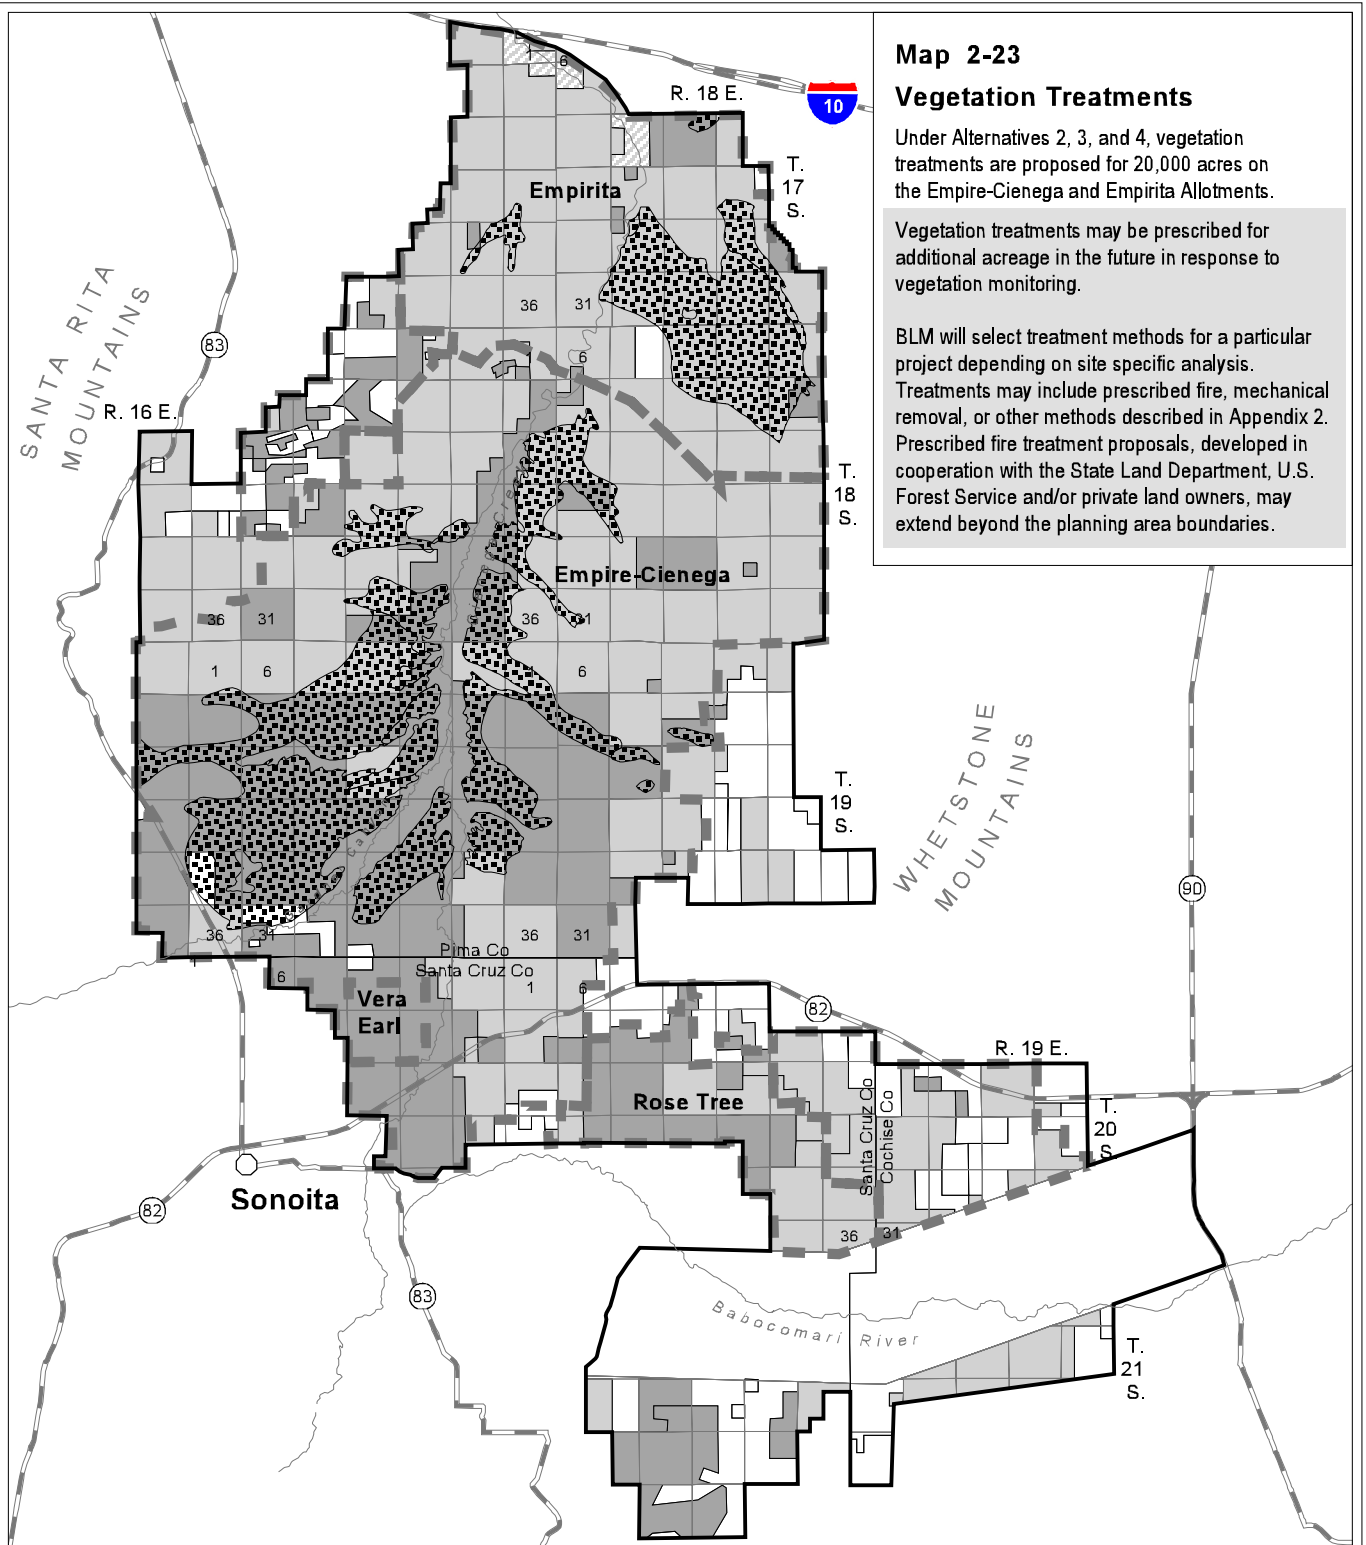 Map 2-23
Vegetation Treatments
Under Alternatives 2, 3, and 4, vegetation
treatments are proposed for 20,000 acres on
the Empire-Cienega and Empirita Allotments.
Vegetation treatments may be prescribed for
additional acreage in the future in response to
vegetation monitoring.
BLM will select treatment methods for a particular
project depending on site specific analysis.
Treatments may include prescribed fire, mechanical
removal, or other methods described in Appendix 2.
Prescribed fire treatment proposals, developed in
cooperation with the State Land Department, U.S.
Forest Service and/or private land owners, may
extend beyond the planning area boundaries.
6
10
R. 18 E.
T.
17
S.
Empirita
SANTA RITA
MOUNTAINS
36 31
83
6
R. 16 E.
T.
18
S.
Empire-Cienega
36 31 36 31
1 6 6
WHETSTONE
MOUNTAINS
T.
19
S.
90
36 31 36 31
Pima Co
Santa Cruz Co
6 1 6
Vera
Earl
82
R. 19 E.
Rose Tree
Santa Cruz Co
Cochise Co
T.
20
S.
Sonoita
82
36 31
83
Babocomari River
T.
21
S.